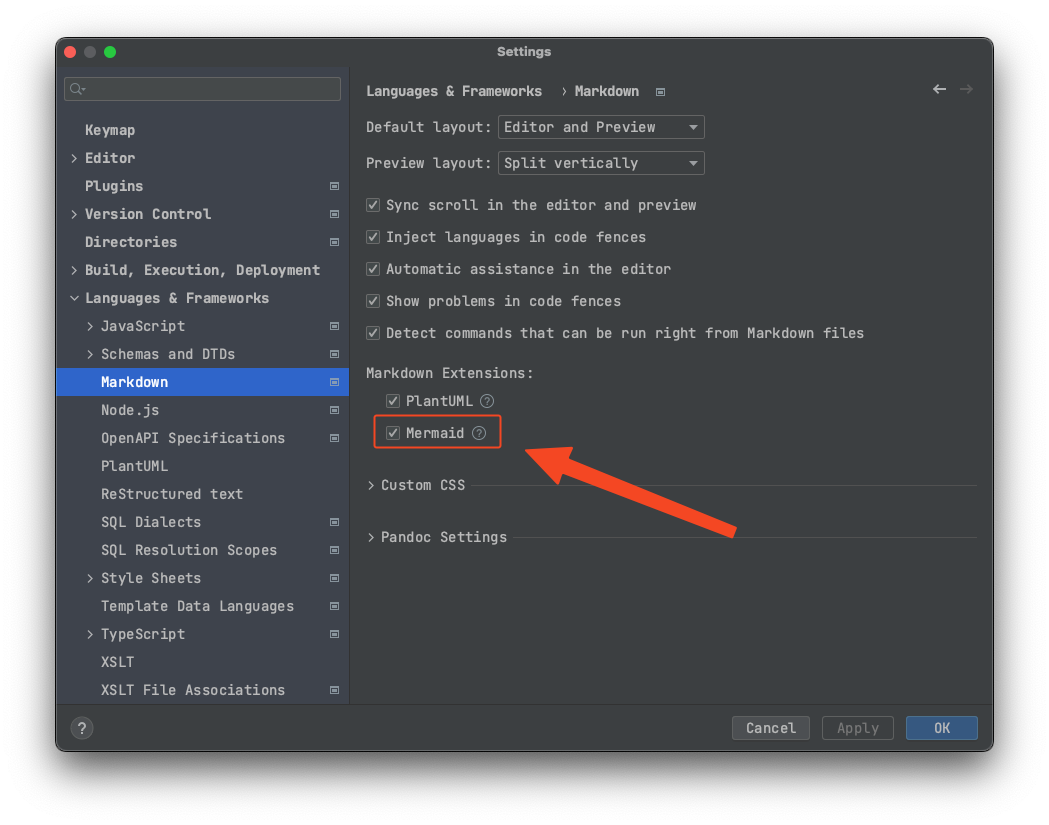 Settings
Keymap
Editor
Plugins
Version Control
Directories
Build, Execution, Deployment
Languages & Frameworks
JavaScript
Schemas and DTDs
Markdown
Node.js
OpenAPI Specifications
PlantUML
ReStructured text
SQL Dialects
SQL Resolution Scopes
Style Sheets
Template Data Languages
TypeScript
XSLT
XSLT File Associations
Languages & Frameworks › Markdown
Default layout: Editor and Preview
Preview layout: Split vertically
Sync scroll in the editor and preview
Inject languages in code fences
Automatic assistance in the editor
Show problems in code fences
Detect commands that can be run right from Markdown files
Markdown Extensions:
PlantUML ?
Mermaid ?
Custom CSS
Pandoc Settings
? Cancel Apply OK